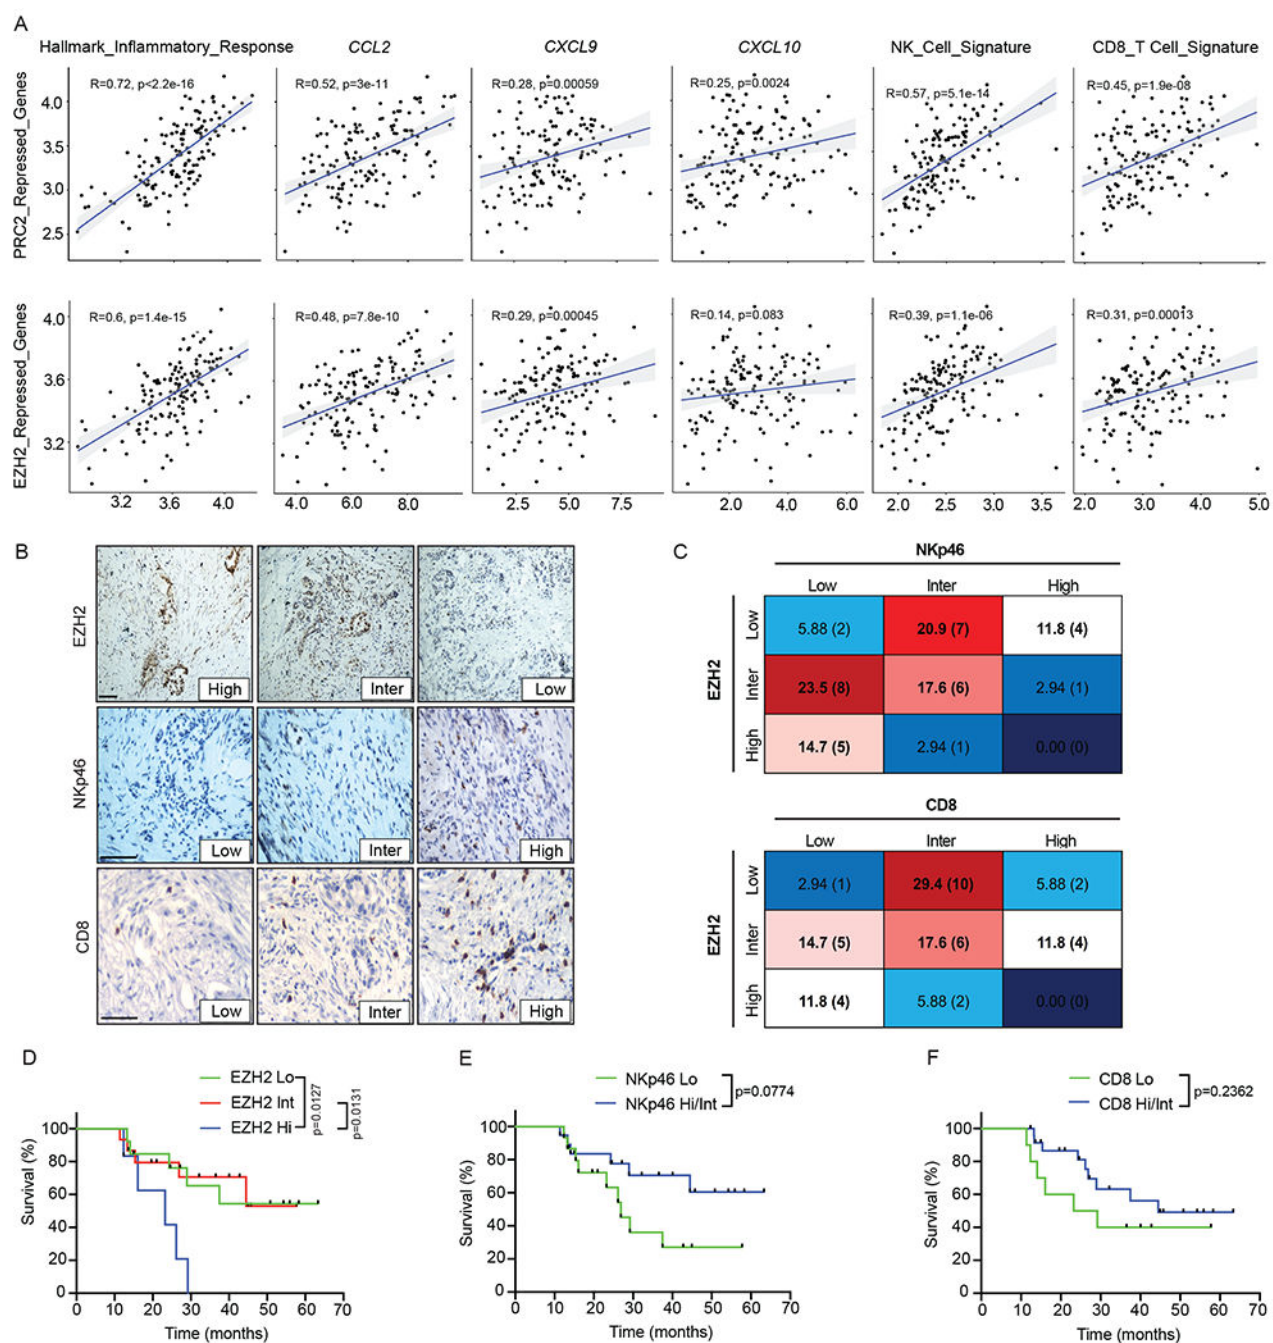 A
Hallmark_Inflammatory_Response CCL2 CXCL9 CXCL10 NK_Cell_Signature CD8_T Cell_Signature
PRC2_Repressed_Genes
4.0
3.5
3.0
2.5
R=0.72, p<2.2e-16
R=0.52, p=3e-11
R=0.28, p=0.00059
R=0.25, p=0.0024
R=0.57, p=5.1e-14
R=0.45, p=1.9e-08
EZH2_Repressed_Genes
4.0
3.6
3.2
R=0.6, p=1.4e-15
R=0.48, p=7.8e-10
R=0.29, p=0.00045
R=0.14, p=0.083
R=0.39, p=1.1e-06
R=0.31, p=0.00013
3.2 3.6 4.0
4.0 6.0 8.0
2.5 5.0 7.5
2.0 4.0 6.0
2.0 2.5 3.0 3.5
2.0 3.0 4.0 5.0
B
EZH2
High
Inter
Low
NKp46
Low
Inter
High
CD8
Low
Inter
High
C
NKp46
Low Inter High
EZH2
Low
5.88 (2) 20.9 (7) 11.8 (4)
Inter
23.5 (8) 17.6 (6) 2.94 (1)
High
14.7 (5) 2.94 (1) 0.00 (0)
CD8
Low Inter High
EZH2
Low
2.94 (1) 29.4 (10) 5.88 (2)
Inter
14.7 (5) 17.6 (6) 11.8 (4)
High
11.8 (4) 5.88 (2) 0.00 (0)
D
EZH2 Lo
EZH2 Int
EZH2 Hi
p=0.0127
p=0.0131
Survival (%)
100
80
60
40
20
0
0 10 20 30 40 50 60 70
Time (months)
E
NKp46 Lo
NKp46 Hi/Int
p=0.0774
Survival (%)
100
80
60
40
20
0
0 10 20 30 40 50 60 70
Time (months)
F
CD8 Lo
CD8 Hi/Int
p=0.2362
Survival (%)
100
80
60
40
20
0
0 10 20 30 40 50 60 70
Time (months)